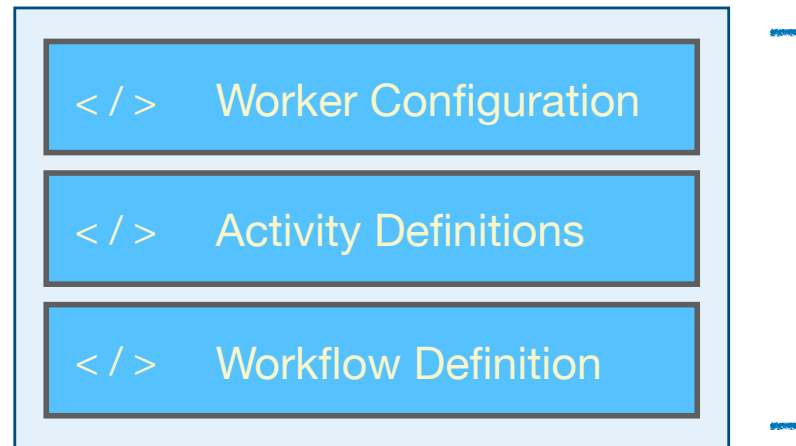 < / > Worker Configuration
< / > Activity Definitions
< / > Workflow Definition